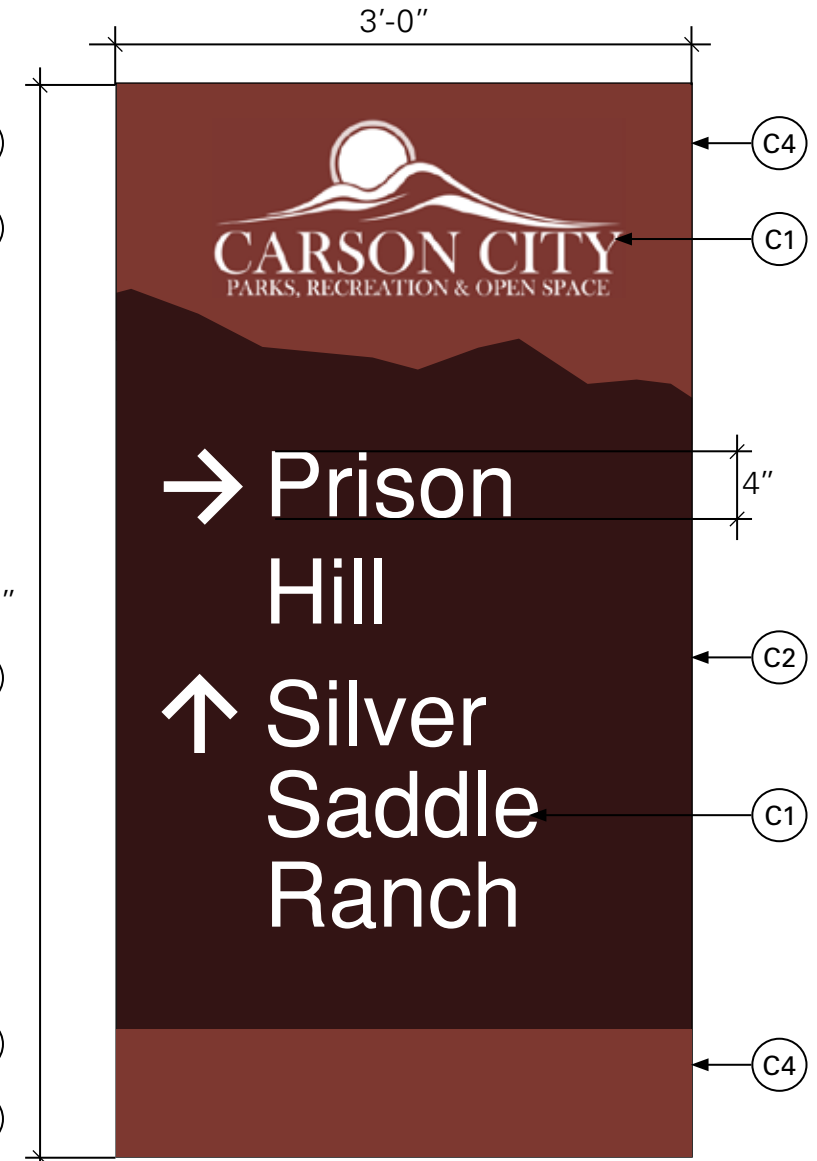 3′-0″
C4
CARSON CITY
C1
PARKS, RECREATION & OPEN SPACE
→ Prison
4″
Hill
″
C2
↑ Silver
Saddle
C1
Ranch
C4